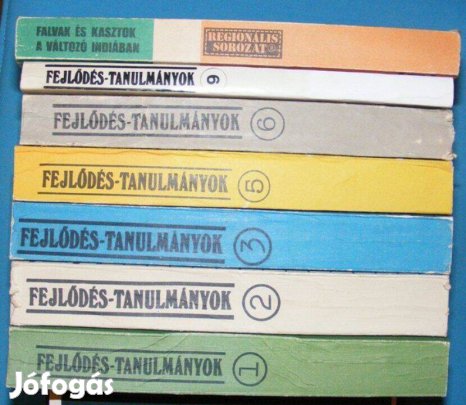 FALVAK ÉS KASZTOK
A VÁLTOZÓ INDIÁBAN
REGIONÁLIS
SOROZAT
FEJLŐDÉS-TANULMÁNYOK 9
FEJLŐDÉS-TANULMÁNYOK 6
FEJLŐDÉS-TANULMÁNYOK 5
FEJLŐDÉS-TANULMÁNYOK 3
FEJLŐDÉS-TANULMÁNYOK 2
FEJLŐDÉS-TANULMÁNYOK 1
Jófogás